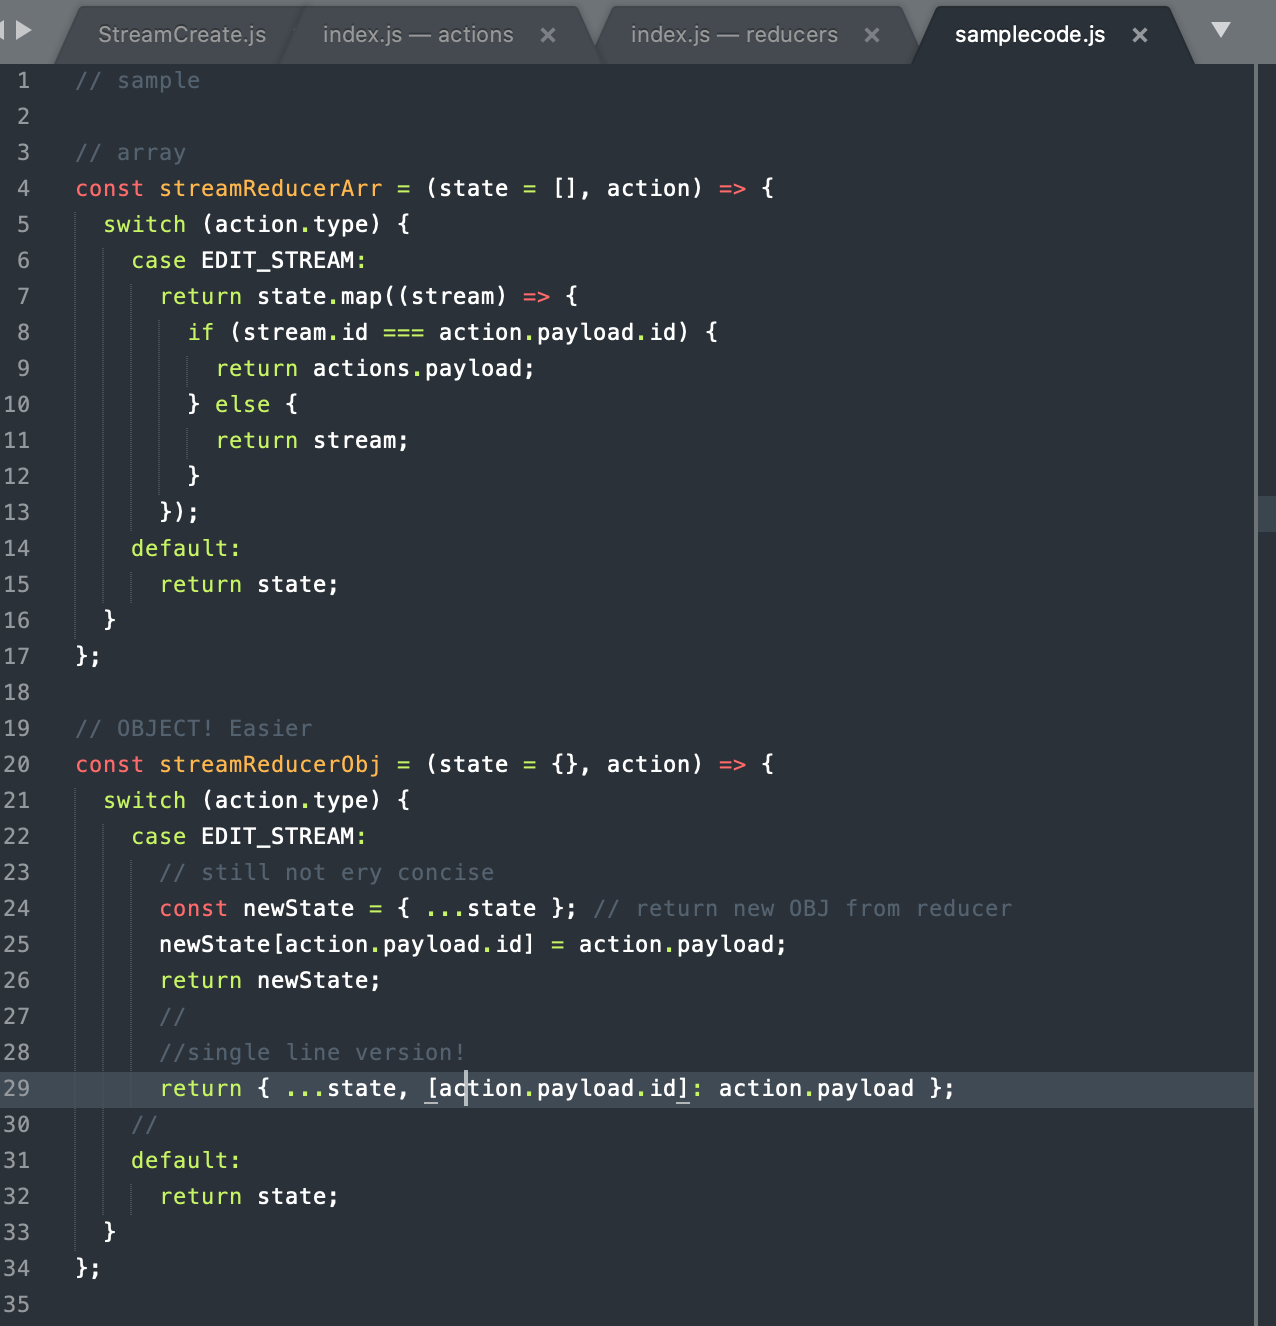 StreamCreate.js index.js — actions × index.js — reducers × samplecode.js ×
1 // sample
2
3 // array
4 const streamReducerArr = (state = [], action) => {
5 switch (action.type) {
6 case EDIT_STREAM:
7 return state.map((stream) => {
8 if (stream.id === action.payload.id) {
9 return actions.payload;
10 } else {
11 return stream;
12 }
13 });
14 default:
15 return state;
16 }
17 };
18
19 // OBJECT! Easier
20 const streamReducerObj = (state = {}, action) => {
21 switch (action.type) {
22 case EDIT_STREAM:
23 // still not ery concise
24 const newState = { ...state }; // return new OBJ from reducer
25 newState[action.payload.id] = action.payload;
26 return newState;
27 //
28 //single line version!
29 return { ...state, [action.payload.id]: action.payload };
30 //
31 default:
32 return state;
33 }
34 };
35